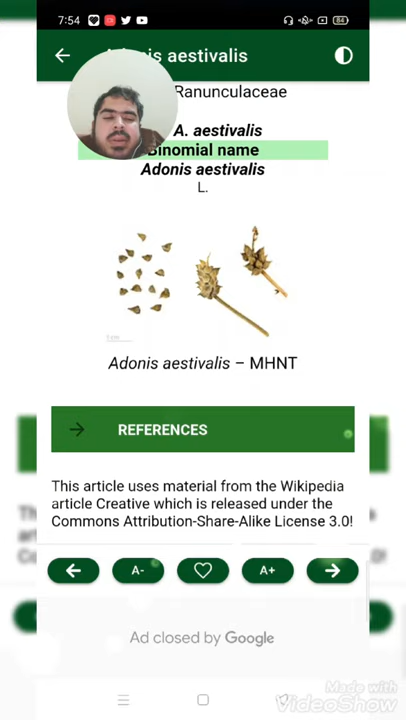 7:54
84
Adonis aestivalis
Ranunculaceae
A. aestivalis
Binomial name
Adonis aestivalis
L.
Adonis aestivalis – MHNT
REFERENCES
This article uses material from the Wikipedia
article Creative which is released under the
Commons Attribution-Share-Alike License 3.0!
A-
A+
Ad closed by Google
Made with
VideoShow